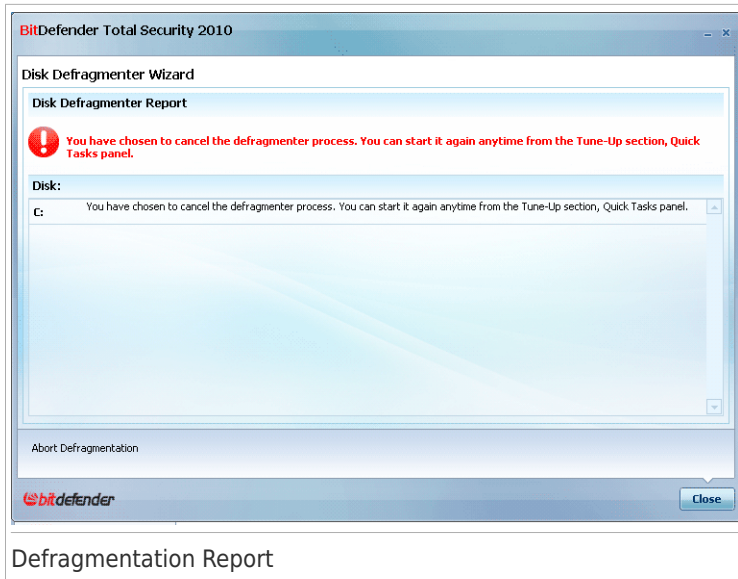 BitDefender Total Security 2010
Disk Defragmenter Wizard
Disk Defragmenter Report
You have chosen to cancel the defragmenter process. You can start it again anytime from the Tune-Up section, Quick
Tasks panel.
Disk:
C: You have chosen to cancel the defragmenter process. You can start it again anytime from the Tune-Up section, Quick Tasks panel.
Abort Defragmentation
bitdefender
Close
Defragmentation Report